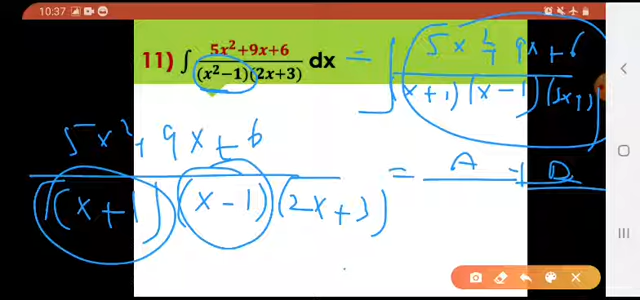 10:37
11) ∫ 5x²+9x+6 / (x²−1)(2x+3) dx = ∫ 5x²+9x+6 / (x+1)(x−1)(2x+3)
5x²+9x+6 / (x+1)(x−1)(2x+3) = A +